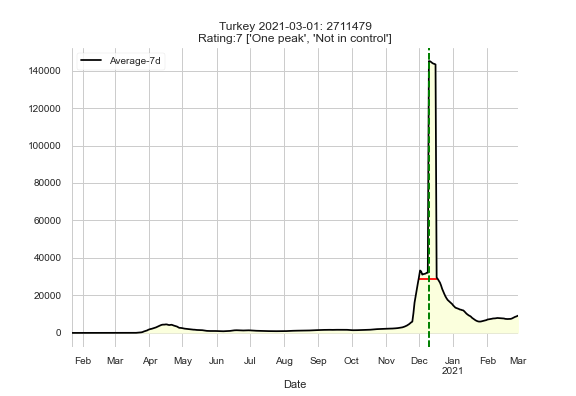 Turkey 2021-03-01: 2711479
Rating:7 ['One peak', 'Not in control']
Average-7d
140000
120000
100000
80000
60000
40000
20000
0
Feb Mar Apr May Jun Jul Aug Sep Oct Nov Dec Jan Feb Mar
2021
Date